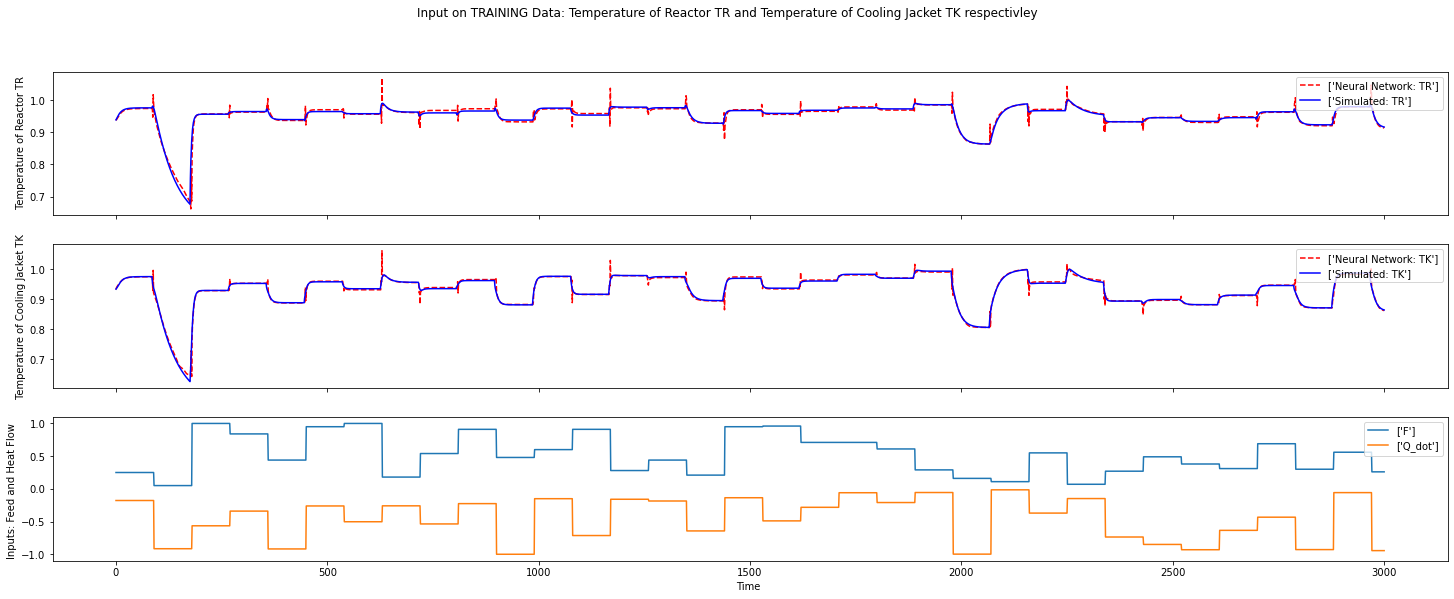 Input on TRAINING Data: Temperature of Reactor TR and Temperature of Cooling Jacket TK respectivley
Temperature of Reactor TR
1.0
0.9
0.8
0.7
['Neural Network: TR']
['Simulated: TR']
Temperature of Cooling Jacket TK
1.0
0.9
0.8
0.7
['Neural Network: TK']
['Simulated: TK']
Inputs: Feed and Heat Flow
1.0
0.5
0.0
−0.5
−1.0
['F']
['Q_dot']
0 500 1000 1500 2000 2500 3000
Time